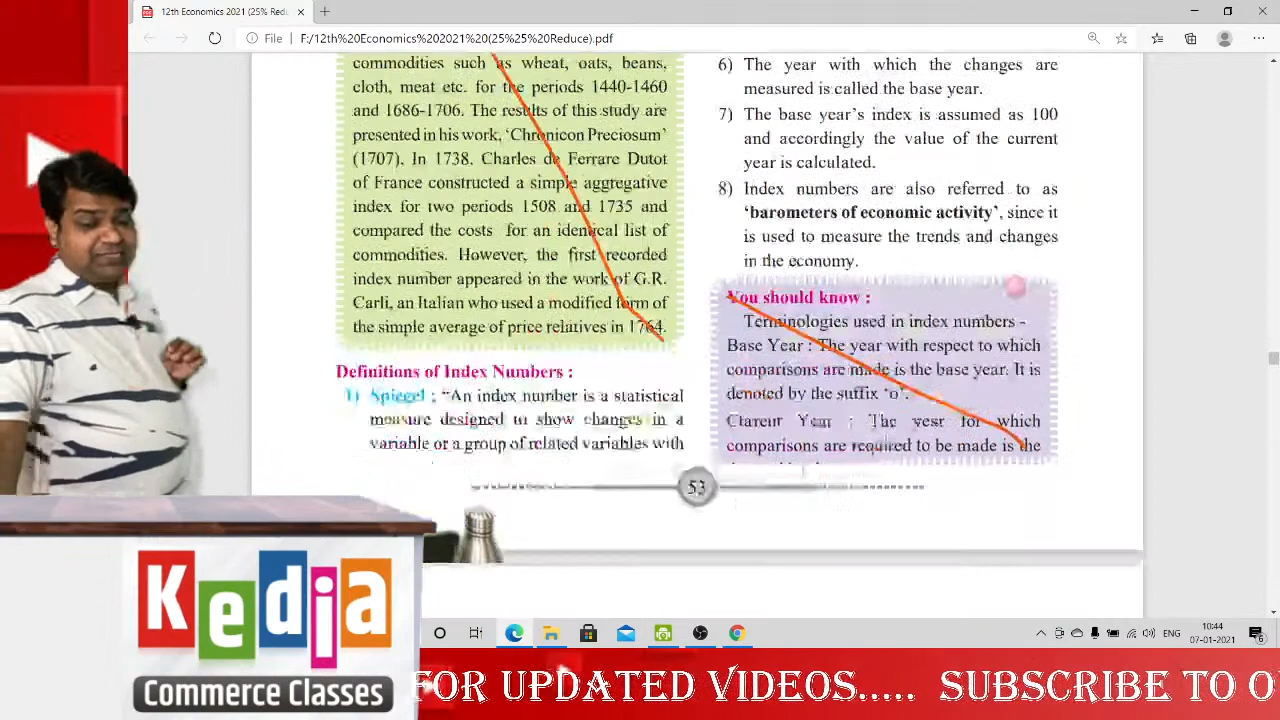 12th Economics 2021 (25% Redu
File
F:/12th%20Economics%202021%20(25%25%20Reduce).pdf
commodities such as wheat, oats, beans,
cloth, meat etc. for the periods 1440-1460
and 1686-1706. The results of this study are
presented in his work, ‘Chronicon Preciosum’
(1707). In 1738, Charles de Ferrare Dutot
of France constructed a simple aggregative
index for two periods 1508 and 1735 and
compared the costs for an identical list of
commodities. However, the first recorded
index number appeared in the work of G.R.
Carli, an Italian who used a modified form of
the simple average of price relatives in 1764.
Definitions of Index Numbers :
1) Spiegel : “An index number is a statistical
measure designed to show changes in a
variable or a group of related variables with
6) The year with which the changes are
measured is called the base year.
7) The base year’s index is assumed as 100
and accordingly the value of the current
year is calculated.
8) Index numbers are also referred to as
‘barometers of economic activity’, since it
is used to measure the trends and changes
in the economy.
You should know :
Terminologies used in index numbers -
Base Year : The year with respect to which
comparisons are made is the base year. It is
denoted by the suffix ‘o’.
Year : The year for which
comparisons are required to be made is the
53
ENG
10:44
07-01-2021
6
Kedia
Commerce Classes
FOR UPDATED VIDEOS..... SUBSCRIBE TO O